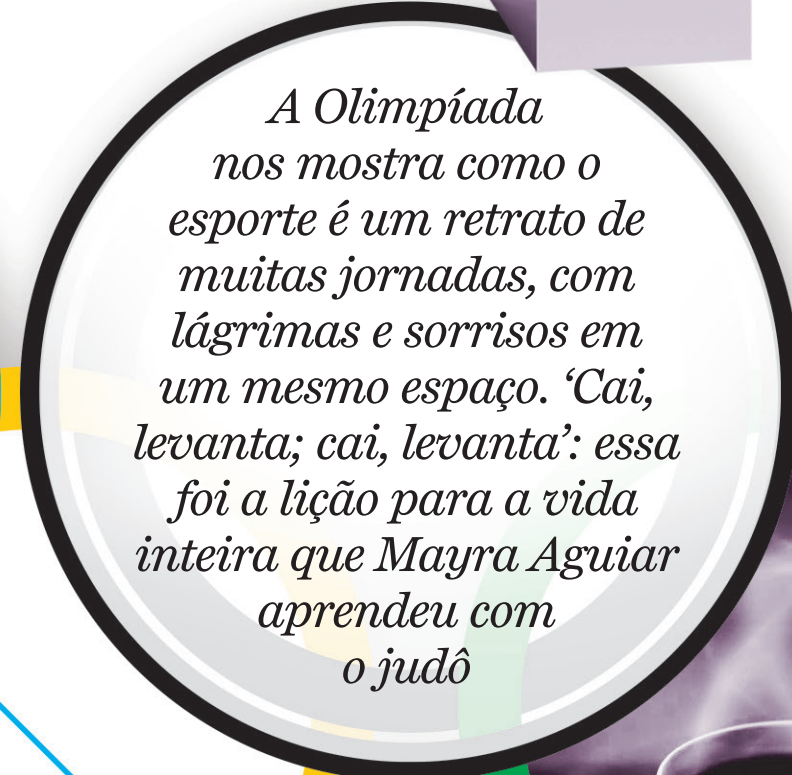 A Olimpíada
nos mostra como o
esporte é um retrato de
muitas jornadas, com
lágrimas e sorrisos em
um mesmo espaço. ‘Cai,
levanta; cai, levanta’: essa
foi a lição para a vida
inteira que Mayra Aguiar
aprendeu com
o judô